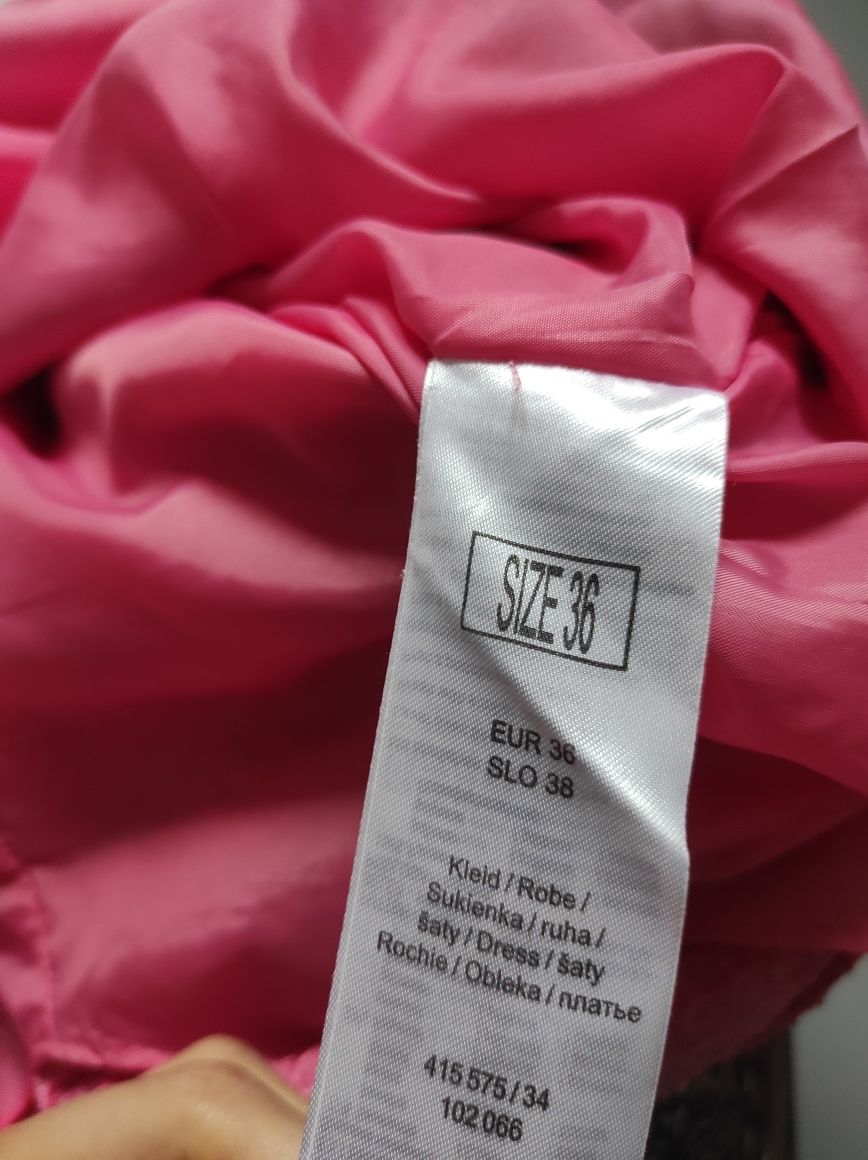 SIZE 36
EUR 36
SLO 38
Kleid / Robe /
Sukienka / ruha /
šaty / Dress / šaty
Rochie / Obleka / платье
415 575 / 34
102 066